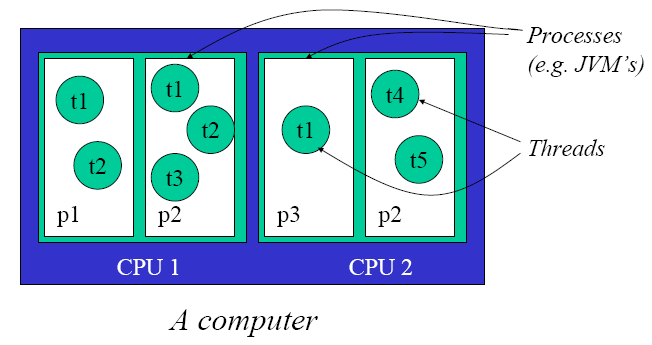 Processes
(e.g. JVM's)
t1
t2
p1
t1
t2
t3
p2
t1
p3
t4
t5
p2
Threads
CPU 1
CPU 2
A computer